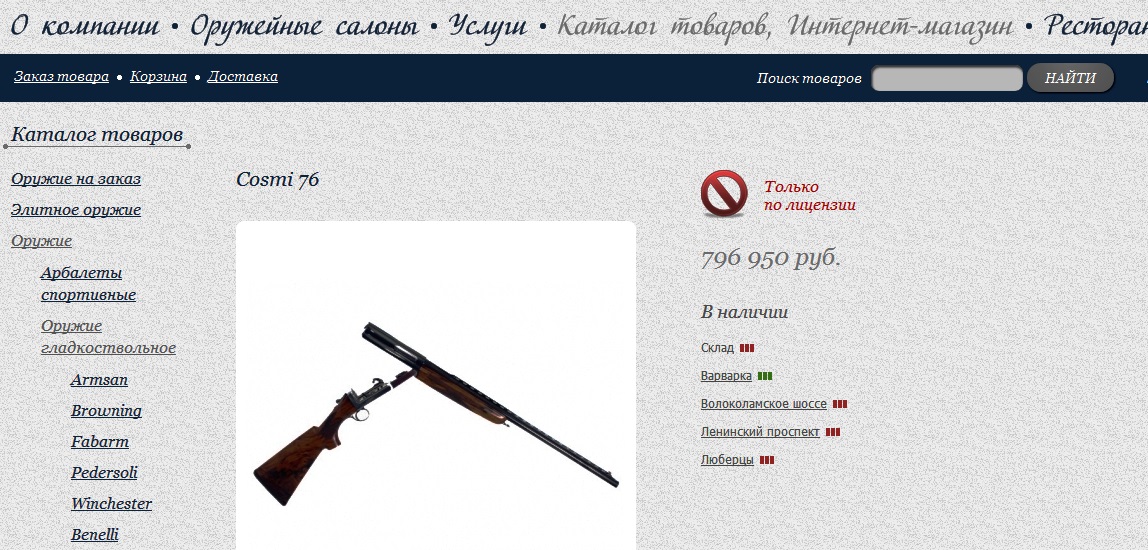 О компании • Оружейные салоны • Услуги • Каталог товаров, Интернет-магазин • Ресторан
Заказ товара • Корзина • Доставка
Поиск товаров НАЙТИ
Каталог товаров
Оружие на заказ
Элитное оружие
Оружие
Арбалеты
спортивные
Оружие
гладкоствольное
Armsan
Browning
Fabarm
Pedersoli
Winchester
Benelli
Cosmi 76
Только
по лицензии
796 950 руб.
В наличии
Склад
Варварка
Волоколамское шоссе
Ленинский проспект
Люберцы